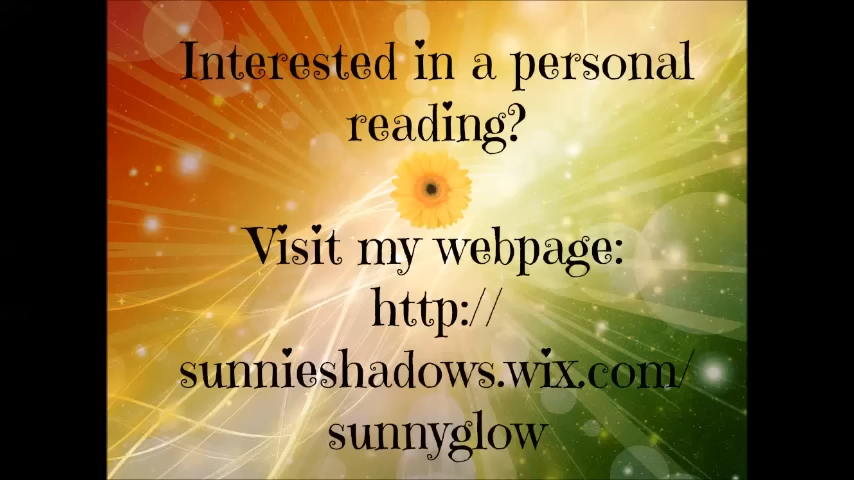 Interested in a personal
reading?
Visit my webpage:
http://
sunnieshadows.wix.com/
sunnyglow